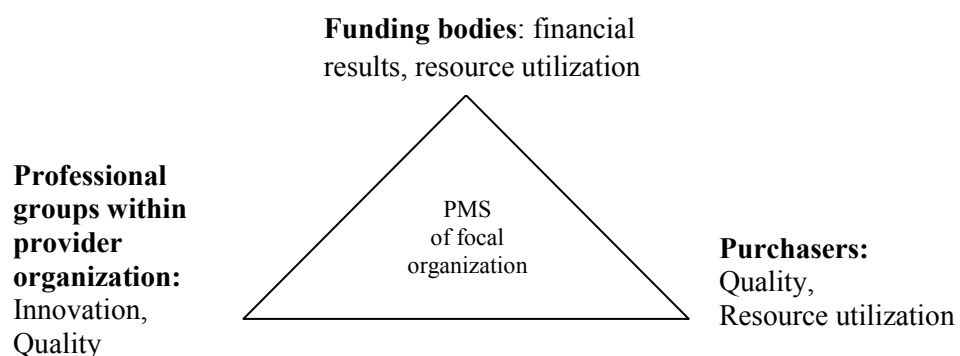 Funding bodies: financial
results, resource utilization
Professional
groups within
provider
organization:
Innovation,
Quality
PMS
of focal
organization
Purchasers:
Quality,
Resource utilization